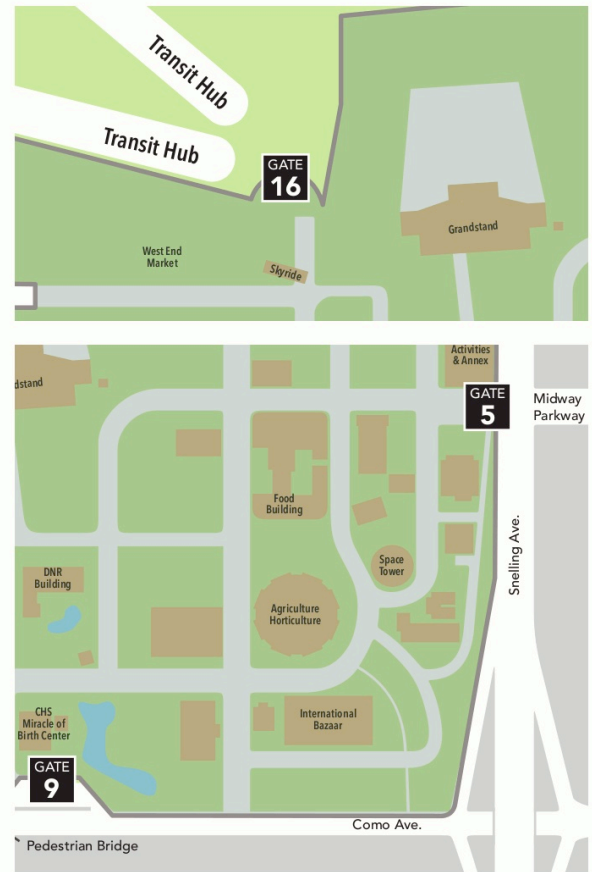 Transit Hub
Transit Hub
GATE
16
Grandstand
West End
Market
Skyride
Activities
& Annex
dstand
GATE
5
Midway
Parkway
Food
Building
Snelling Ave.
Space
Tower
DNR
Building
Agriculture
Horticulture
CHS
Miracle of
Birth Center
International
Bazaar
GATE
9
Como Ave.
Pedestrian Bridge